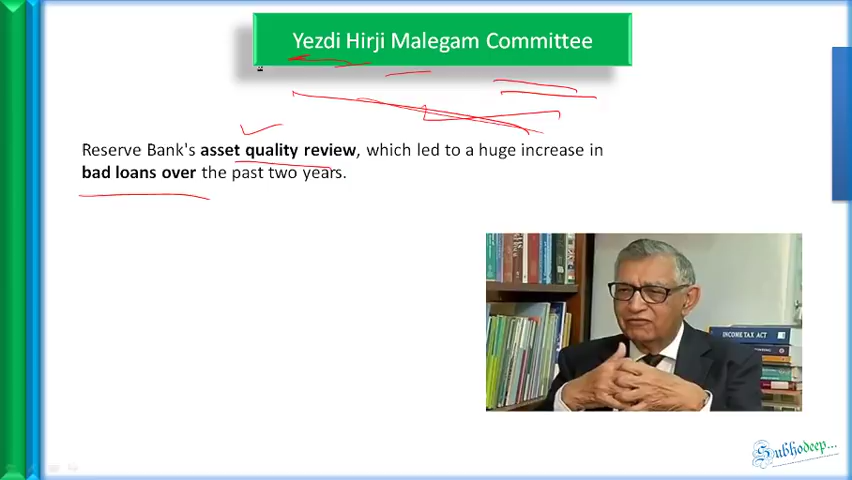 Yezdi Hirji Malegam Committee
Reserve Bank's asset quality review, which led to a huge increase in
bad loans over the past two years.
INCOME TAX ACT
Subhodeep...